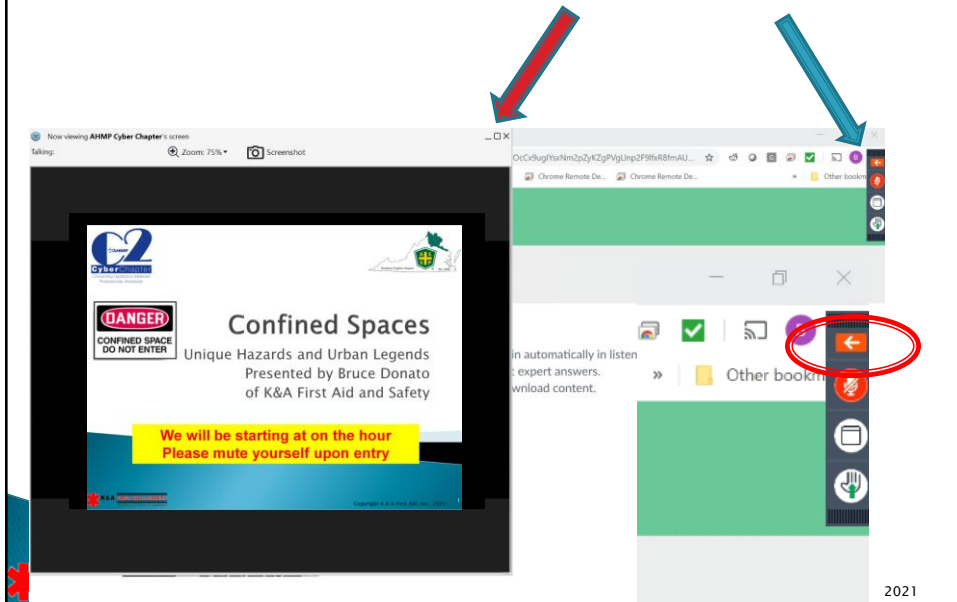 Now viewing AHMP Cyber Chapter's screen
Talking:
Zoom: 75%
Screenshot
CyberChapter
Confined Spaces
DANGER
CONFINED SPACE
DO NOT ENTER
Unique Hazards and Urban Legends
Presented by Bruce Donato
of K&A First Aid and Safety
We will be starting at on the hour
Please mute yourself upon entry
K&A
Copyright K & A First Aid, Inc., 2021
Chrome Remote De...
Chrome Remote De...
»
Other bookm
in automatically in listen
expert answers.
wnload content.
»
Other bookm
2021